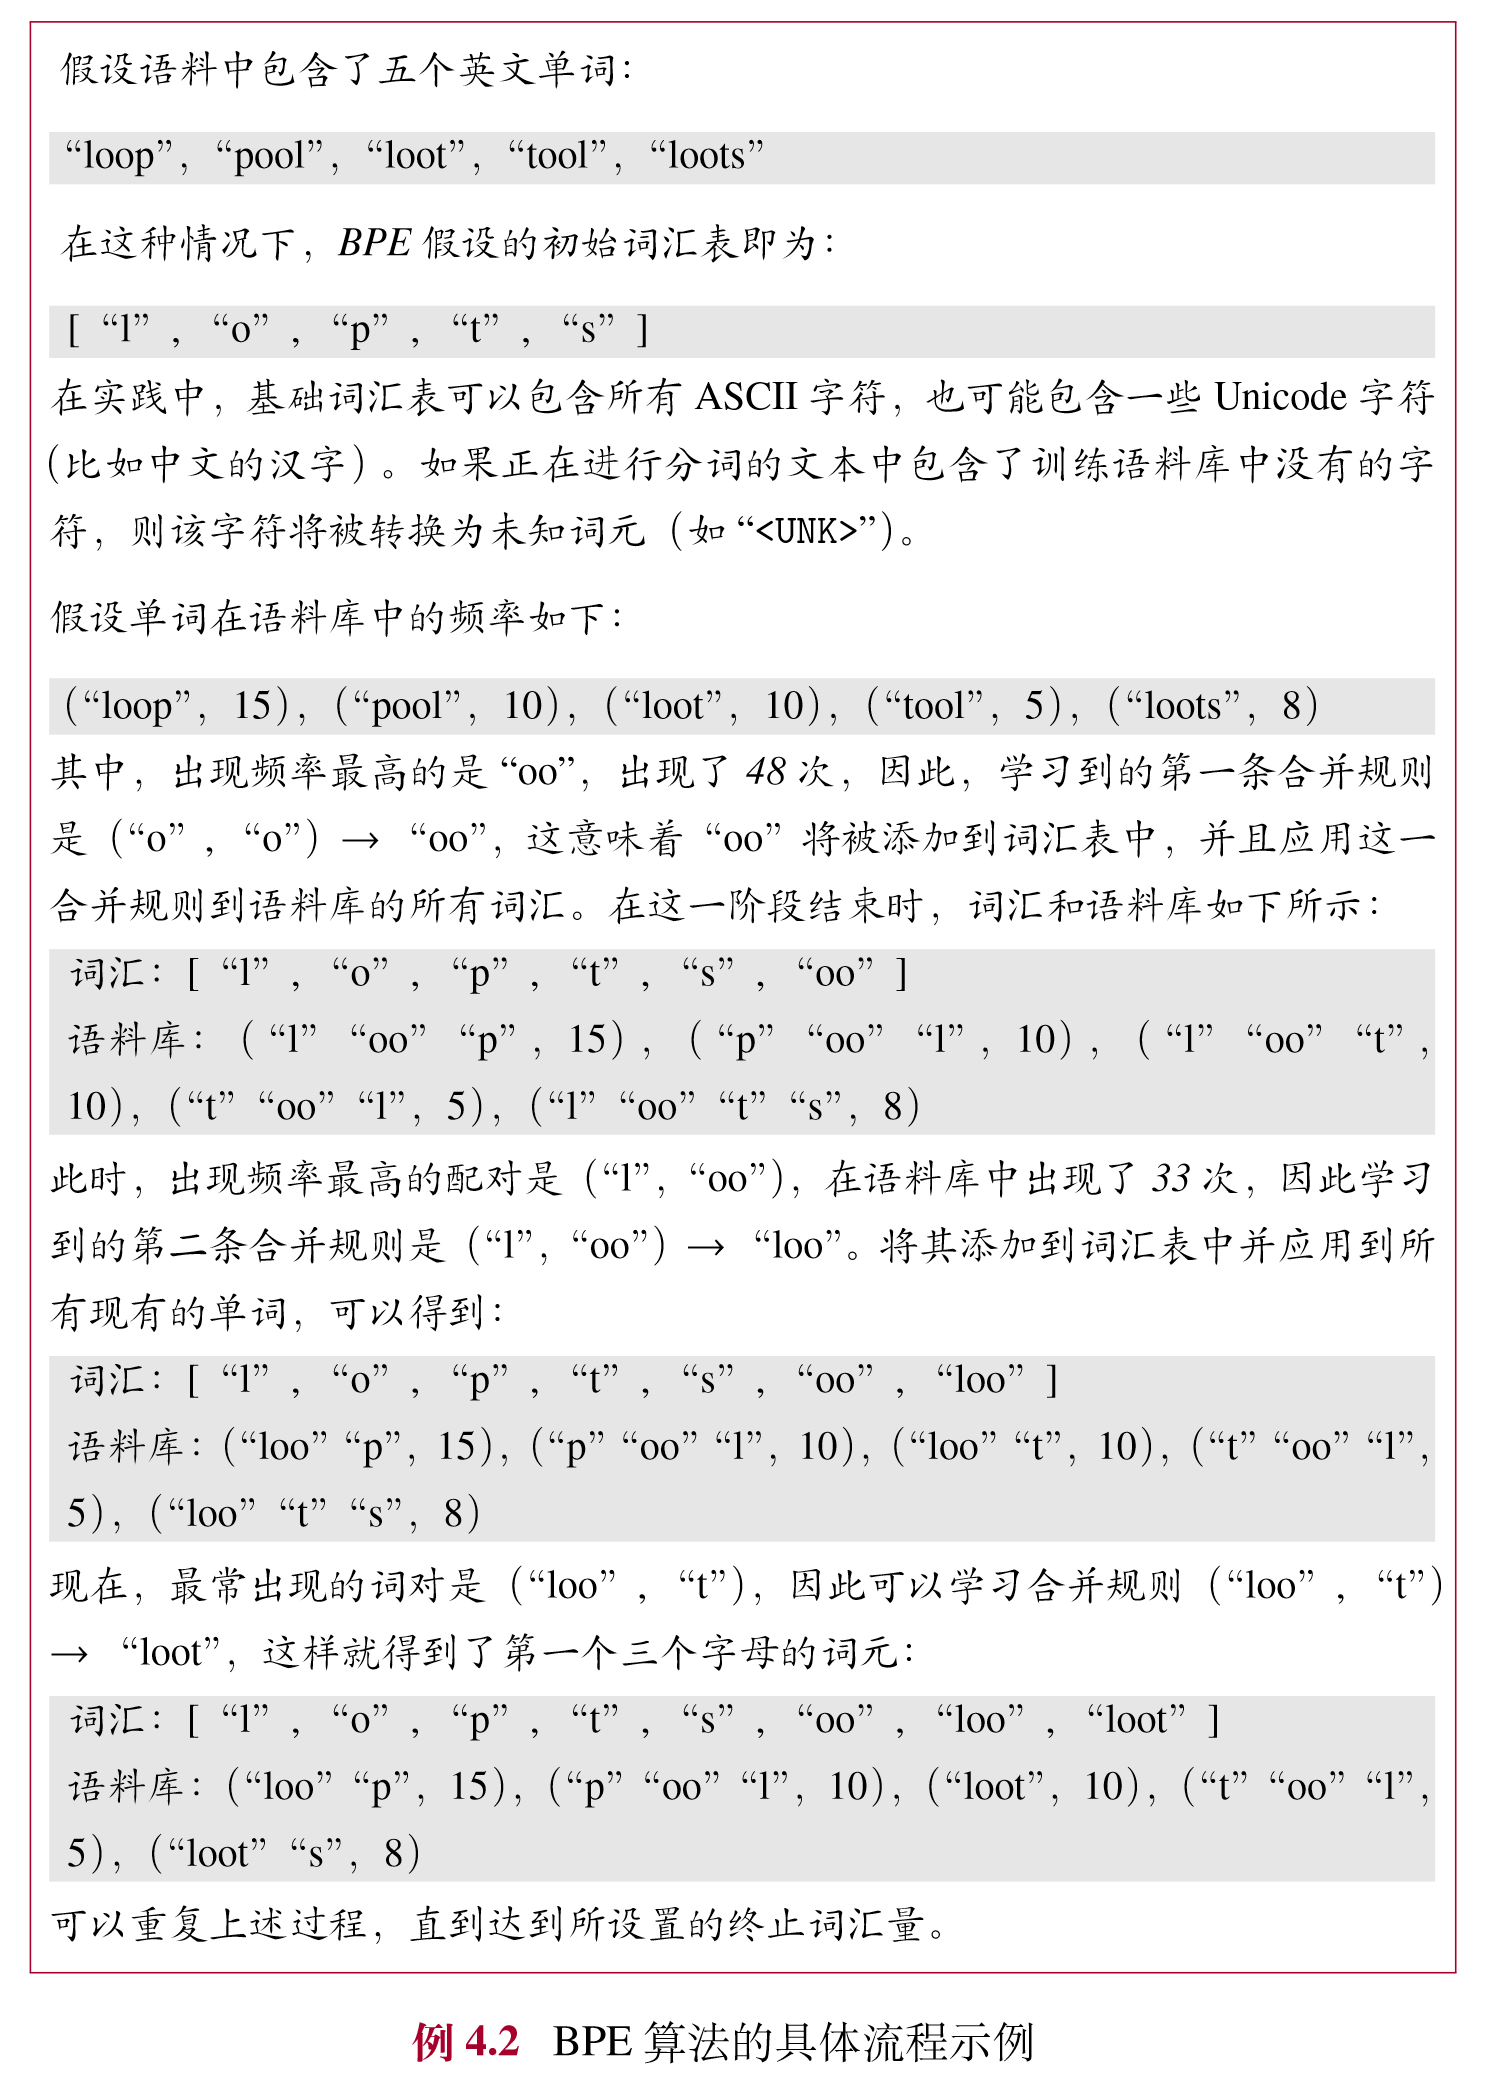 假设语料中包含了五个英文单词：
“loop”，“pool”，“loot”，“tool”，“loots”
在这种情况下，BPE 假设的初始词汇表即为：
[ “l” , “o” , “p” , “t” , “s” ]
在实践中，基础词汇表可以包含所有 ASCII 字符，也可能包含一些 Unicode 字符
（比如中文的汉字）。如果正在进行分词的文本中包含了训练语料库中没有的字
符，则该字符将被转换为未知词元（如 “<UNK>”）。
假设单词在语料库中的频率如下：
（“loop”，15），（“pool”，10），（“loot”，10），（“tool”，5），（“loots”，8）
其中，出现频率最高的是 “oo”，出现了 48 次，因此，学习到的第一条合并规则
是（“o” , “o”）→ “oo”，这意味着 “oo” 将被添加到词汇表中，并且应用这一
合并规则到语料库的所有词汇。在这一阶段结束时，词汇和语料库如下所示：
词汇：[ “l” , “o” , “p” , “t” , “s” , “oo” ]
语料库：（ “l” “oo” “p” , 15），（ “p” “oo” “l” , 10），（ “l” “oo” “t” ,
10），（“t” “oo” “l”，5），（“l” “oo” “t” “s”，8）
此时，出现频率最高的配对是（“l”，“oo”），在语料库中出现了 33 次，因此学习
到的第二条合并规则是（“l”，“oo”）→ “loo”。将其添加到词汇表中并应用到所
有现有的单词，可以得到：
词汇：[ “l” , “o” , “p” , “t” , “s” , “oo” , “loo” ]
语料库：（“loo” “p”，15），（“p” “oo” “l”，10），（“loo” “t”，10），（“t” “oo” “l”，
5），（“loo” “t” “s”，8）
现在，最常出现的词对是（“loo” , “t”），因此可以学习合并规则（“loo” , “t”）
→ “loot”，这样就得到了第一个三个字母的词元：
词汇：[ “l” , “o” , “p” , “t” , “s” , “oo” , “loo” , “loot” ]
语料库：（“loo” “p”，15），（“p” “oo” “l”，10），（“loot”，10），（“t” “oo” “l”，
5），（“loot” “s”，8）
可以重复上述过程，直到达到所设置的终止词汇量。
例 4.2 BPE 算法的具体流程示例